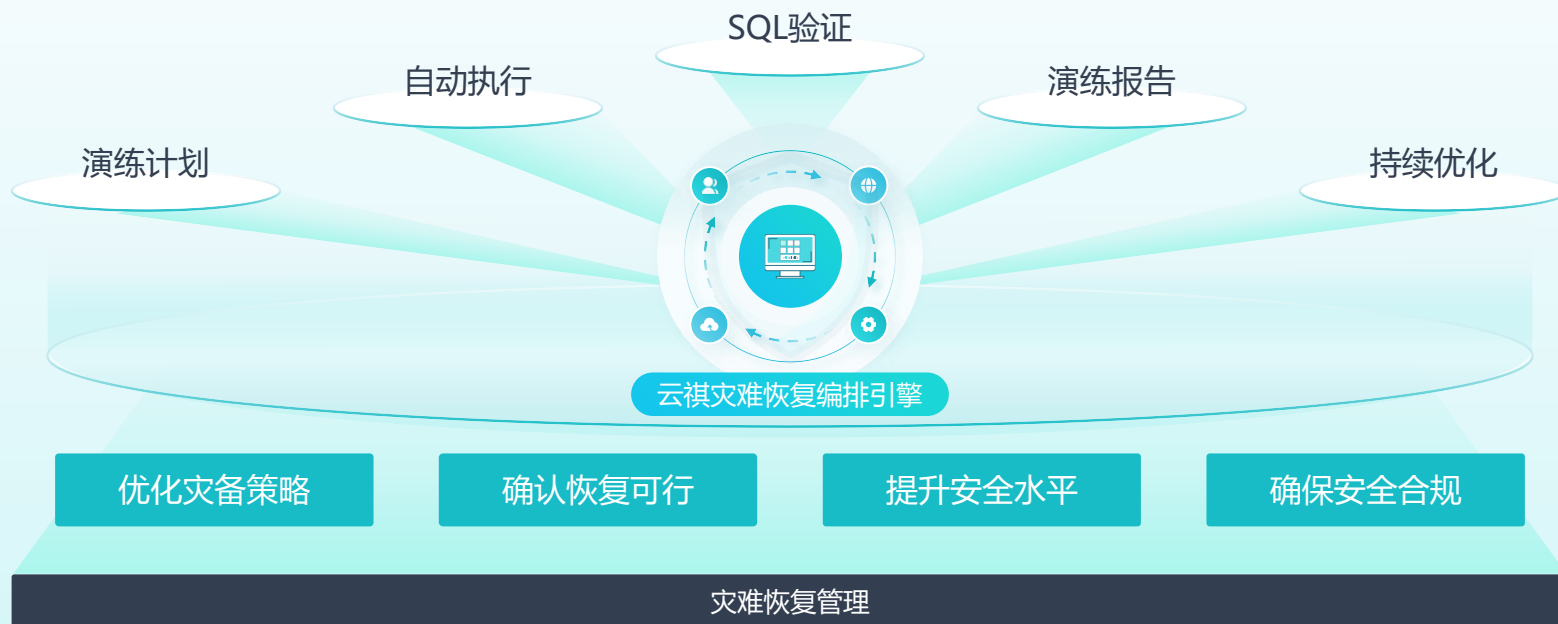 SQL验证
自动执行
演练报告
演练计划
持续优化
云祺灾难恢复编排引擎
优化灾备策略
确认恢复可行
提升安全水平
确保安全合规
灾难恢复管理